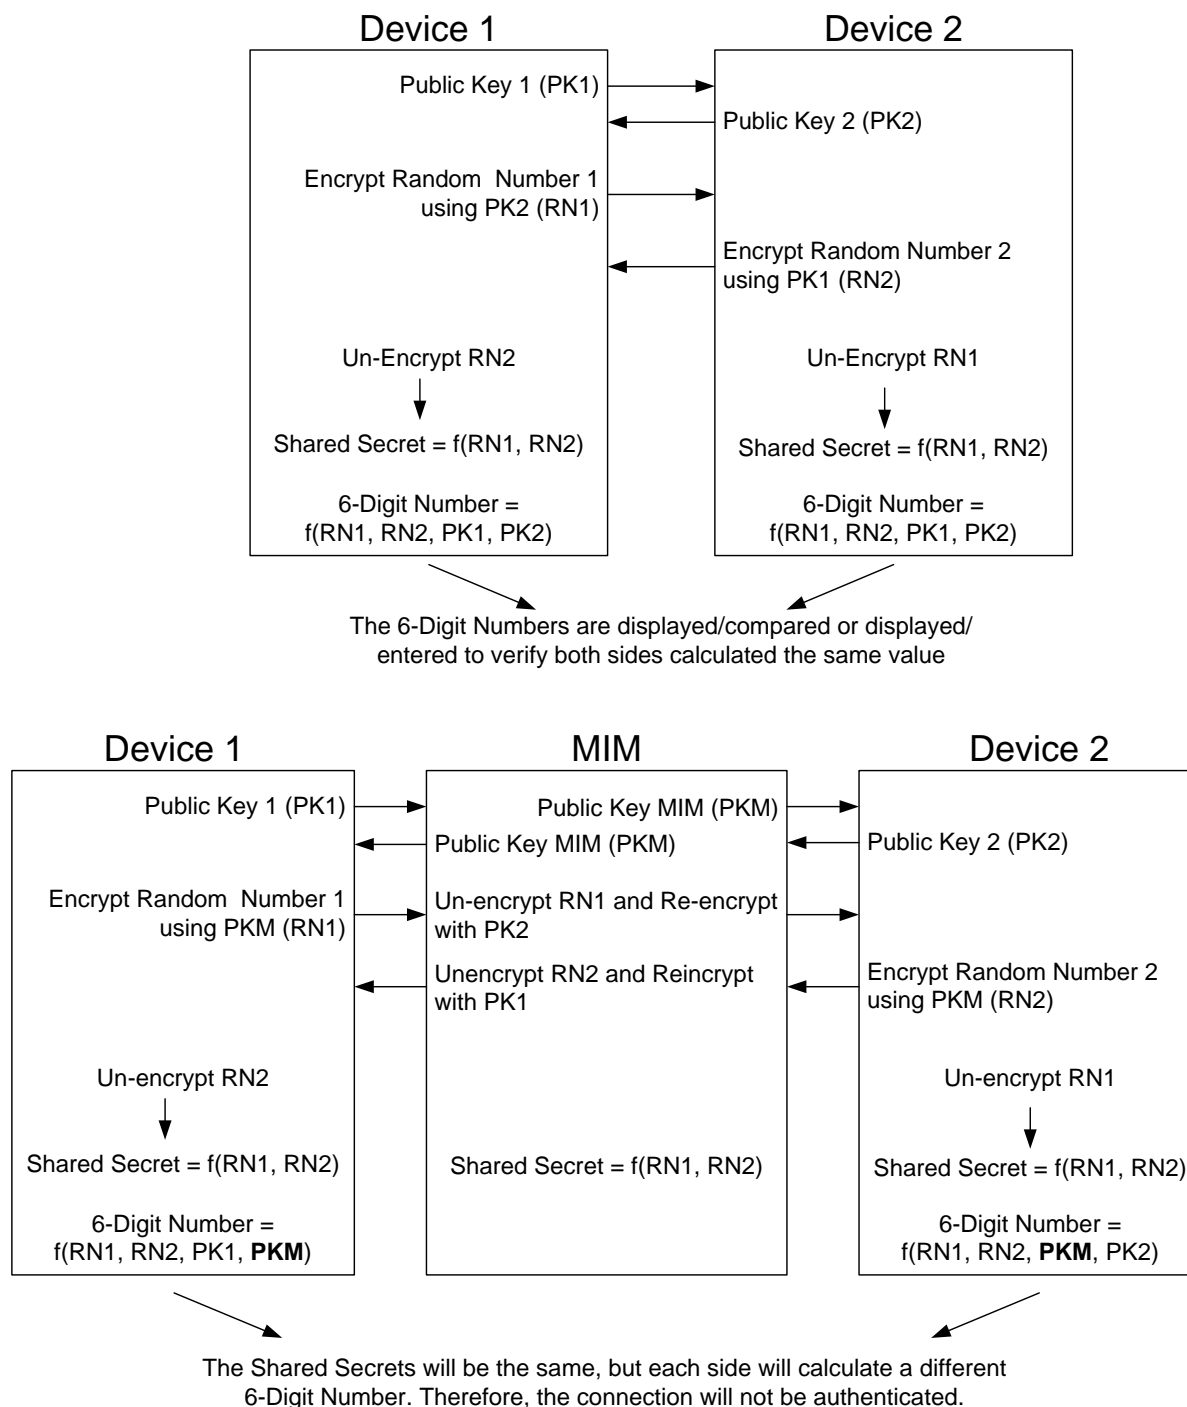 Device 1
Device 2
Public Key 1 (PK1)
Public Key 2 (PK2)
Encrypt Random  Number 1
using PK2 (RN1)
Encrypt Random Number 2
using PK1 (RN2)
Un-Encrypt RN2
Un-Encrypt RN1
Shared Secret = f(RN1, RN2)
Shared Secret = f(RN1, RN2)
6-Digit Number =
f(RN1, RN2, PK1, PK2)
6-Digit Number =
f(RN1, RN2, PK1, PK2)
The 6-Digit Numbers are displayed/compared or displayed/
entered to verify both sides calculated the same value
Device 1
MIM
Device 2
Public Key 1 (PK1)
Public Key MIM (PKM)
Public Key MIM (PKM)
Public Key 2 (PK2)
Encrypt Random  Number 1
using PKM (RN1)
Un-encrypt RN1 and Re-encrypt
with PK2
Unencrypt RN2 and Reincrypt
with PK1
Encrypt Random Number 2
using PKM (RN2)
Un-encrypt RN2
Un-encrypt RN1
Shared Secret = f(RN1, RN2)
Shared Secret = f(RN1, RN2)
Shared Secret = f(RN1, RN2)
6-Digit Number =
f(RN1, RN2, PK1, PKM)
6-Digit Number =
f(RN1, RN2, PKM, PK2)
The Shared Secrets will be the same, but each side will calculate a different
6-Digit Number. Therefore, the connection will not be authenticated.